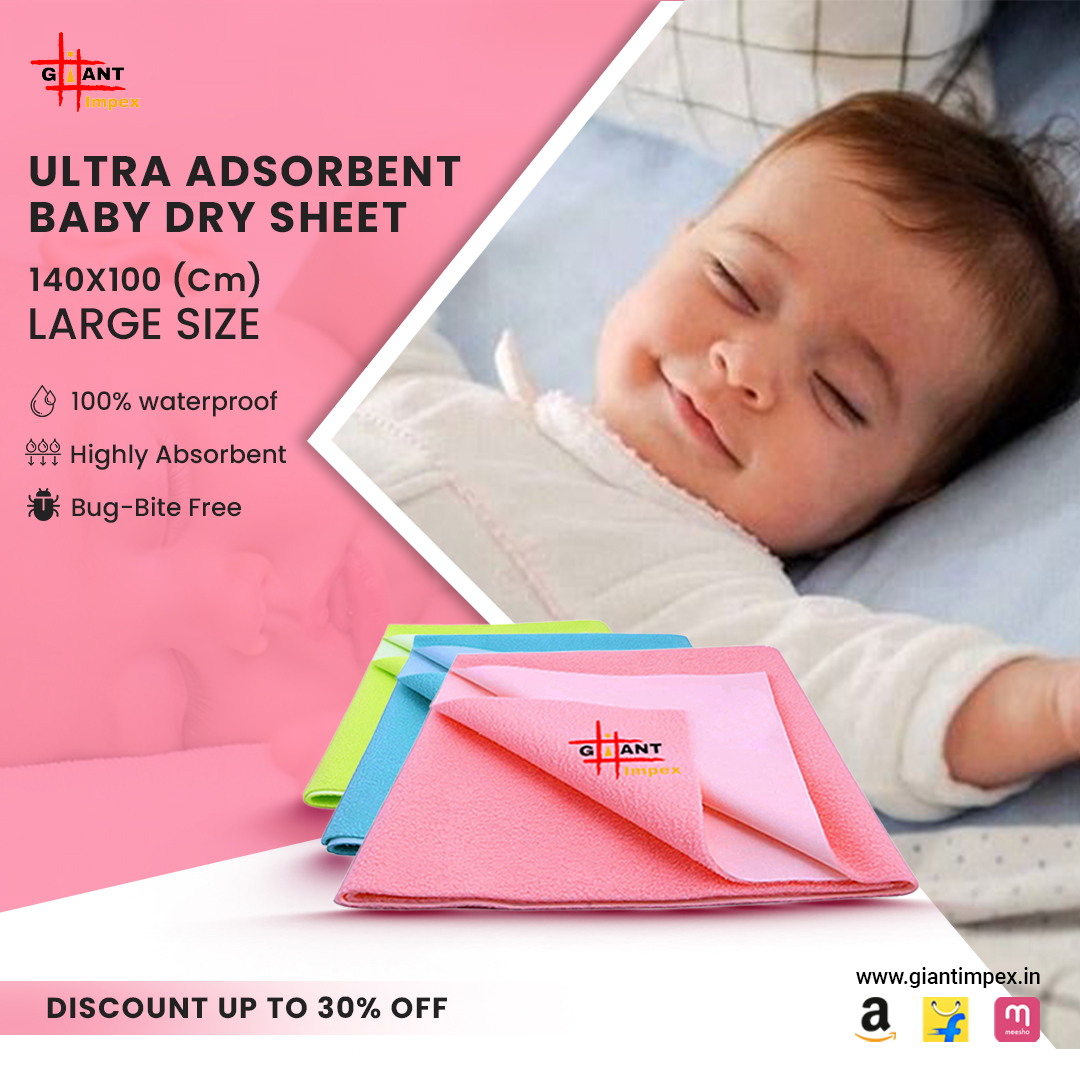 GIANT
Impex
ULTRA ADSORBENT
BABY DRY SHEET
140X100 (Cm)
LARGE SIZE
100% waterproof
Highly Absorbent
Bug-Bite Free
GIANT
Impex
DISCOUNT UP TO 30% OFF
www.giantimpex.in
a
f
m
meesho